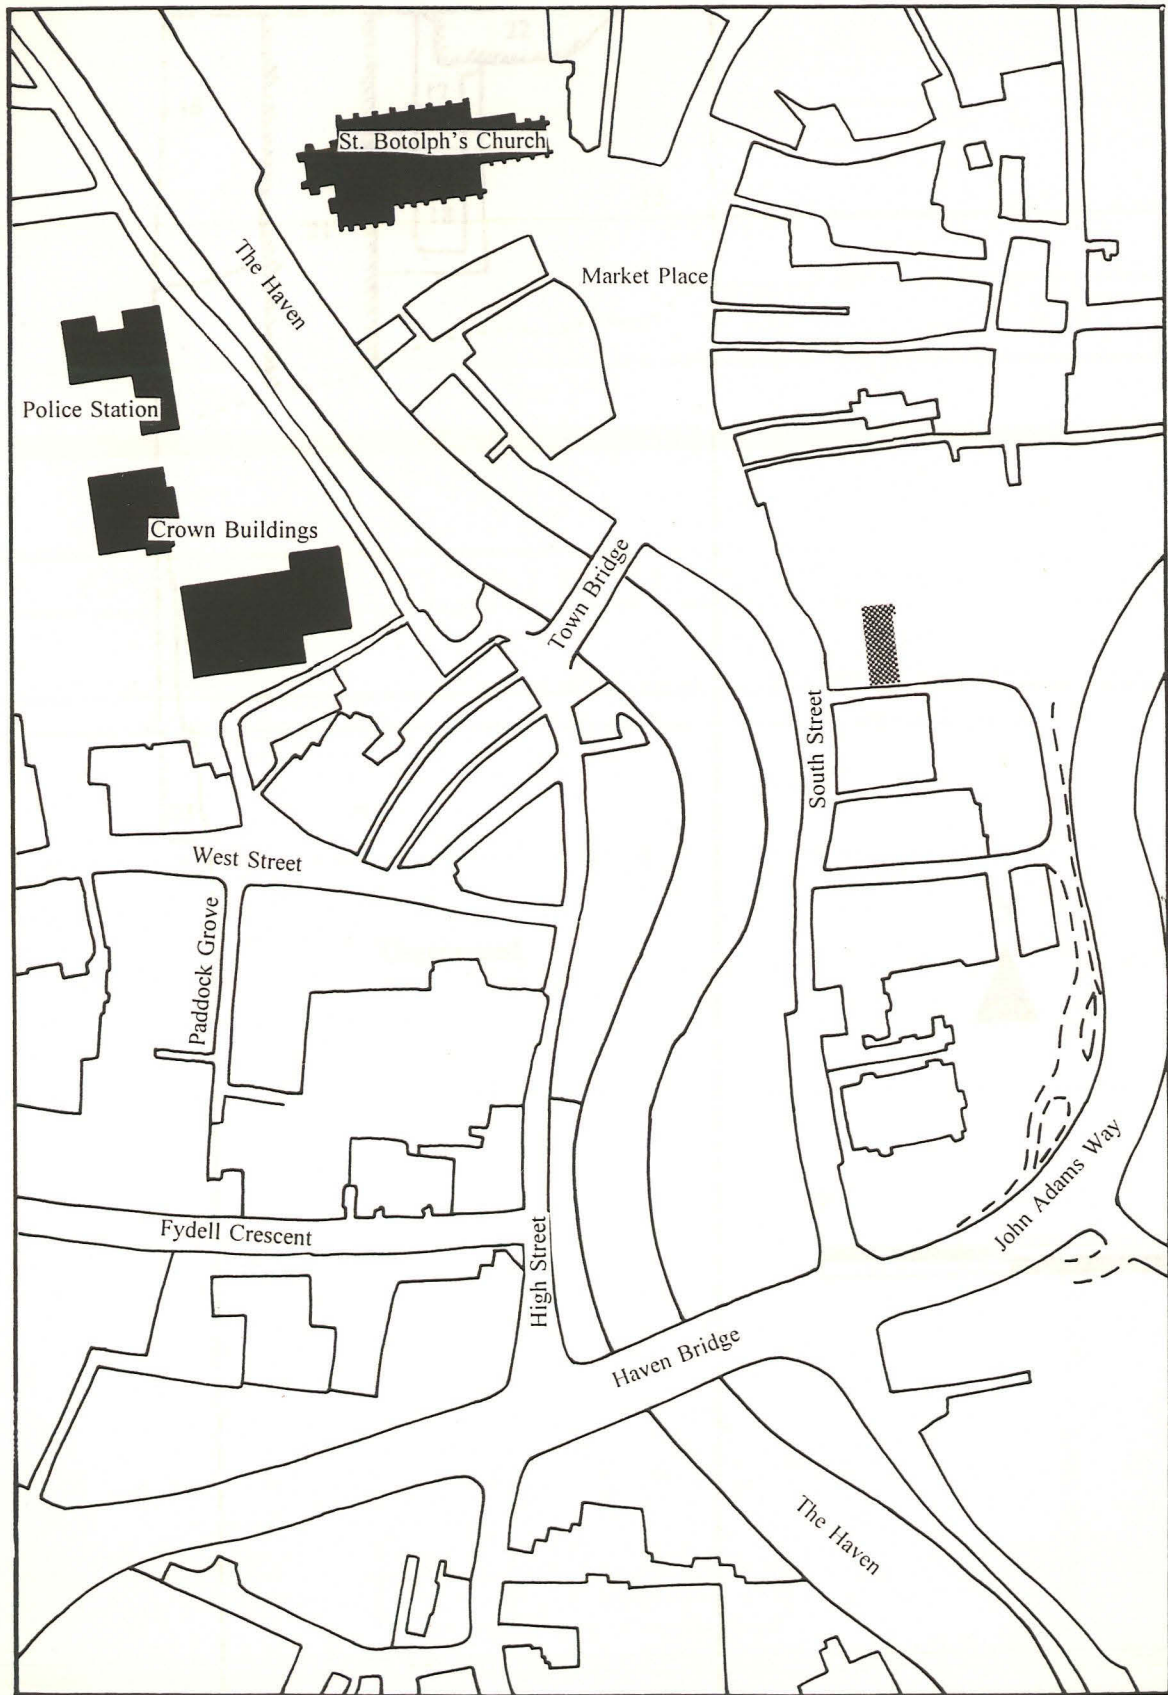 St. Botolph's Church
The Haven
Market Place
Police Station
Crown Buildings
Town Bridge
South Street
West Street
Paddock Grove
John Adams Way
Fydell Crescent
High Street
Haven Bridge
The Haven